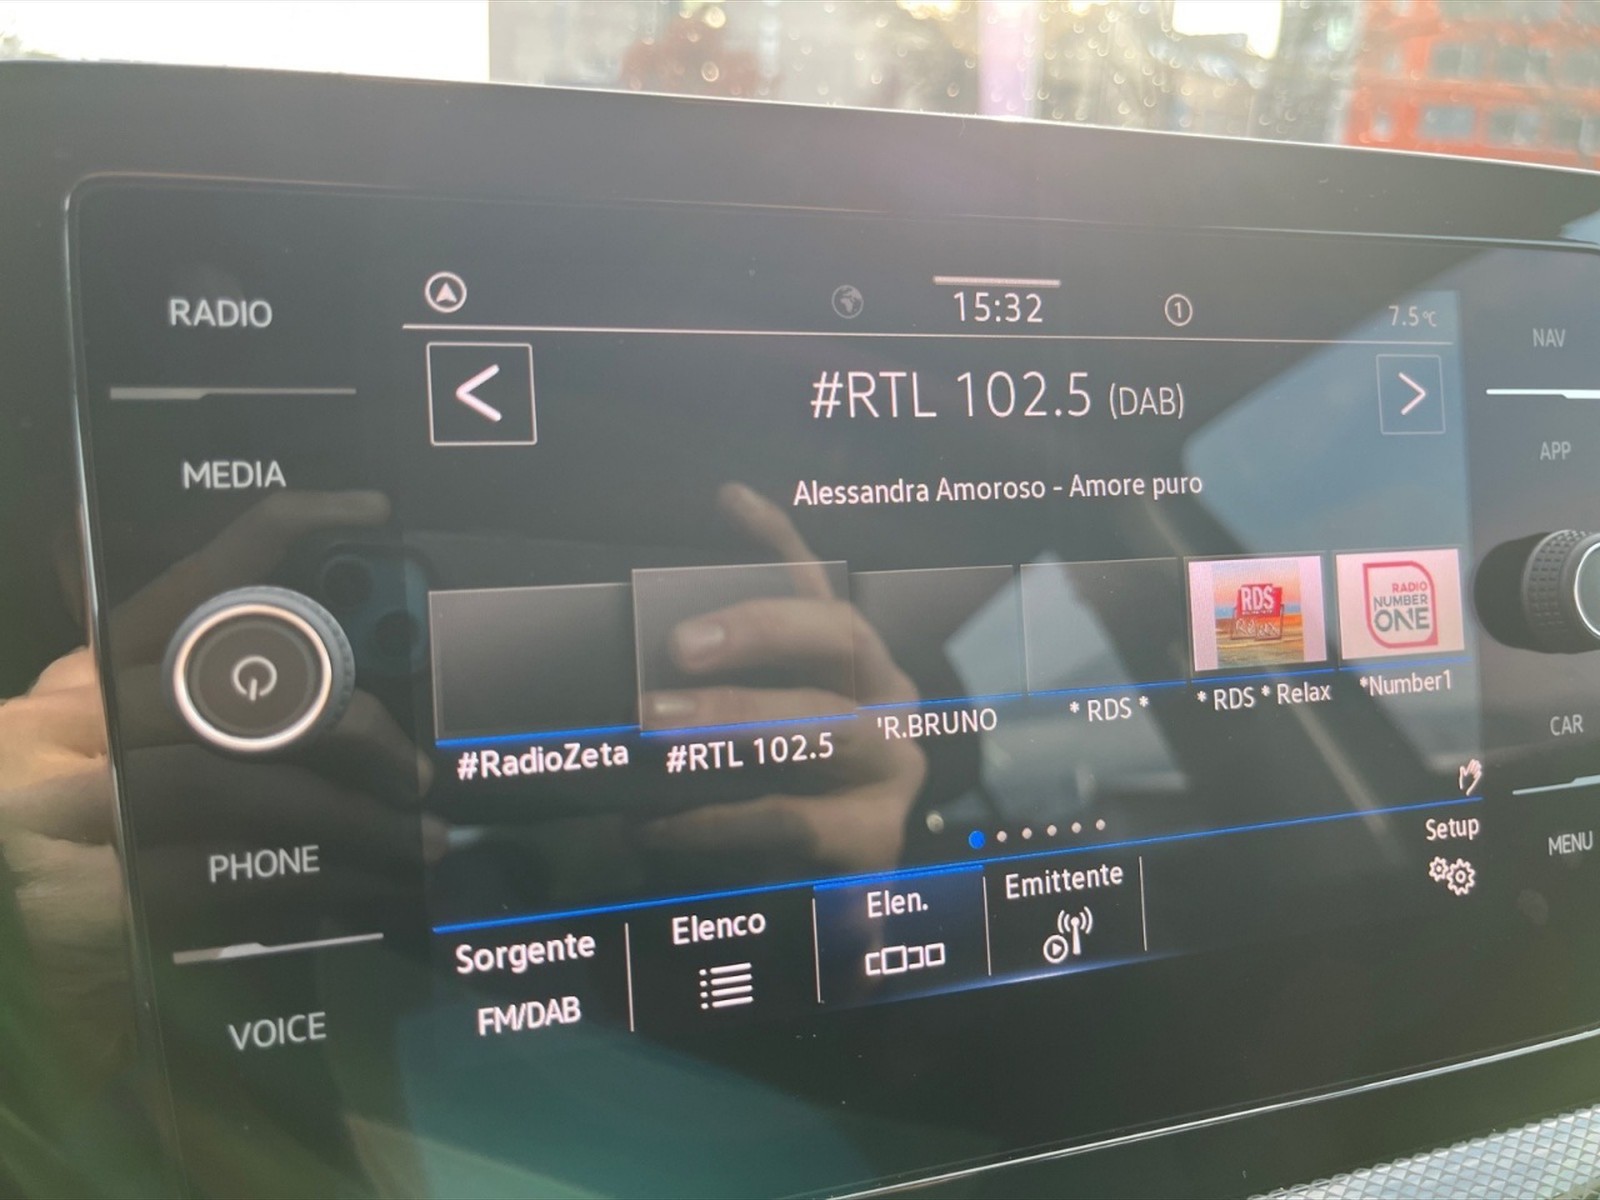 RADIO
MEDIA
PHONE
VOICE
15:32
1
7.5°C
#RTL 102.5 (DAB)
Alessandra Amoroso - Amore puro
RDS
Relax
RADIO
NUMBER
ONE
#RadioZeta
#RTL 102.5
'R.BRUNO
* RDS *
* RDS * Relax
*Number1
Sorgente
FM/DAB
Elenco
Elen.
Emittente
Setup
NAV
APP
CAR
MENU